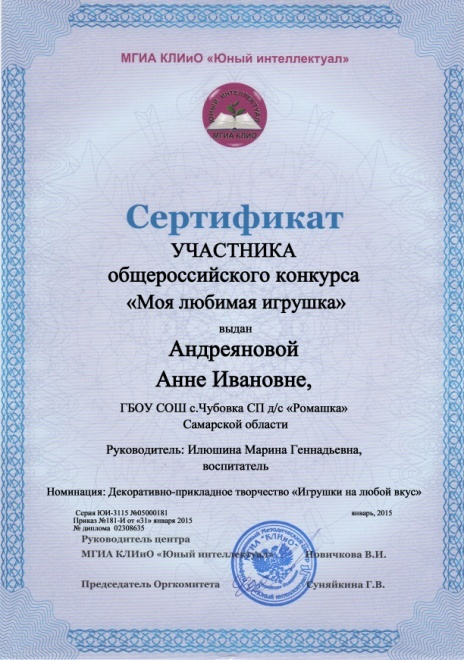 МГИА КЛИиО «Юный интеллектуал»
ЮНЫЙ ИНТЕЛЛЕКТУАЛ
МГИА КЛИО
Сертификат
УЧАСТНИКА
общероссийского конкурса
«Моя любимая игрушка»
выдан
Андреяновой
Анне Ивановне,
ГБОУ СОШ с.Чубовка СП д/с «Ромашка»
Самарской области
Руководитель: Илюшина Марина Геннадьевна,
воспитатель
Номинация: Декоративно-прикладное творчество «Игрушки на любой вкус»
Серия ЮИ-3115 №05000181 январь, 2015
Приказ №181-И от «31» января 2015
№ диплома 02308635
Руководитель центра
МГИА КЛИиО «Юный интеллектуал» Новичкова В.И.
Председатель Оргкомитета Суняйкина Г.В.